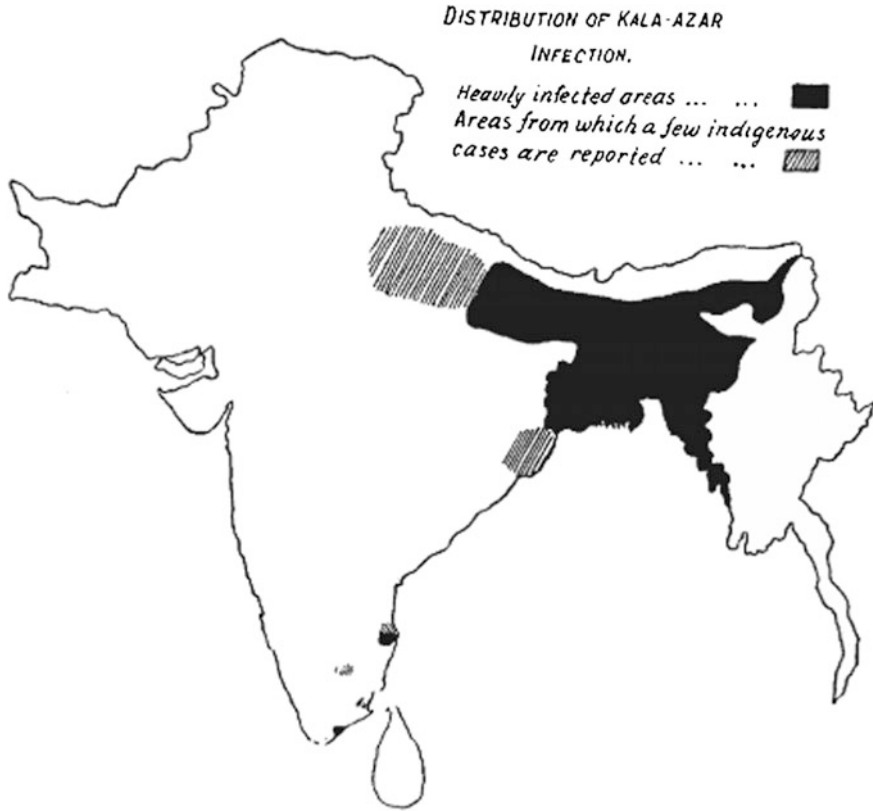 DISTRIBUTION OF KALA-AZAR
INFECTION.
Heavily infected areas ... ...
Areas from which a few indigenous
cases are reported ... ...